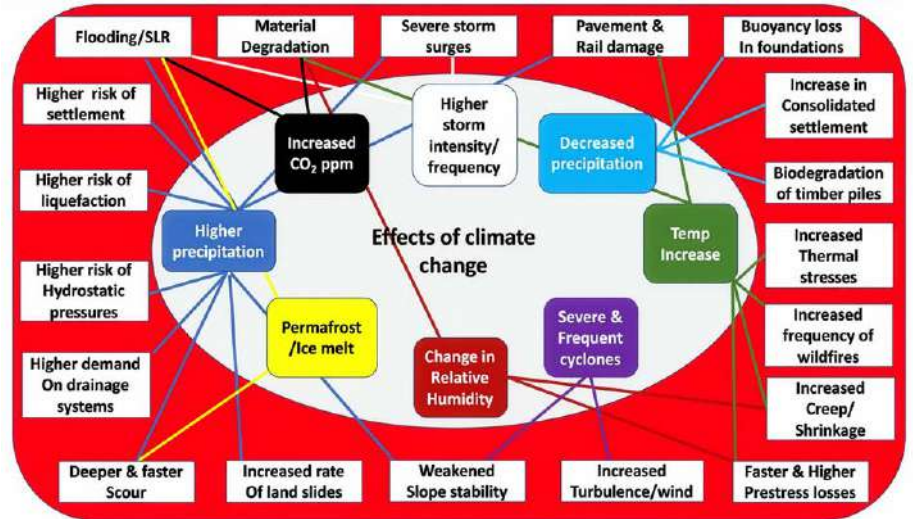 Flooding/SLR
Material
Degradation
Severe storm
surges
Pavement &
Rail damage
Buoyancy loss
In foundations
Higher risk of
settlement
Increased
CO₂ ppm
Higher
storm
intensity/
frequency
Decreased
precipitation
Increase in
Consolidated
settlement
Higher risk of
liquefaction
Biodegradation
of timber piles
Higher
precipitation
Effects of climate
change
Temp
Increase
Increased
Thermal
stresses
Higher risk of
Hydrostatic
pressures
Permafrost
/Ice melt
Severe &
Frequent
cyclones
Increased
frequency of
wildfires
Higher demand
On drainage
systems
Change in
Relative
Humidity
Increased
Creep/
Shrinkage
Deeper & faster
Scour
Increased rate
Of land slides
Weakened
Slope stability
Increased
Turbulence/wind
Faster & Higher
Prestress losses